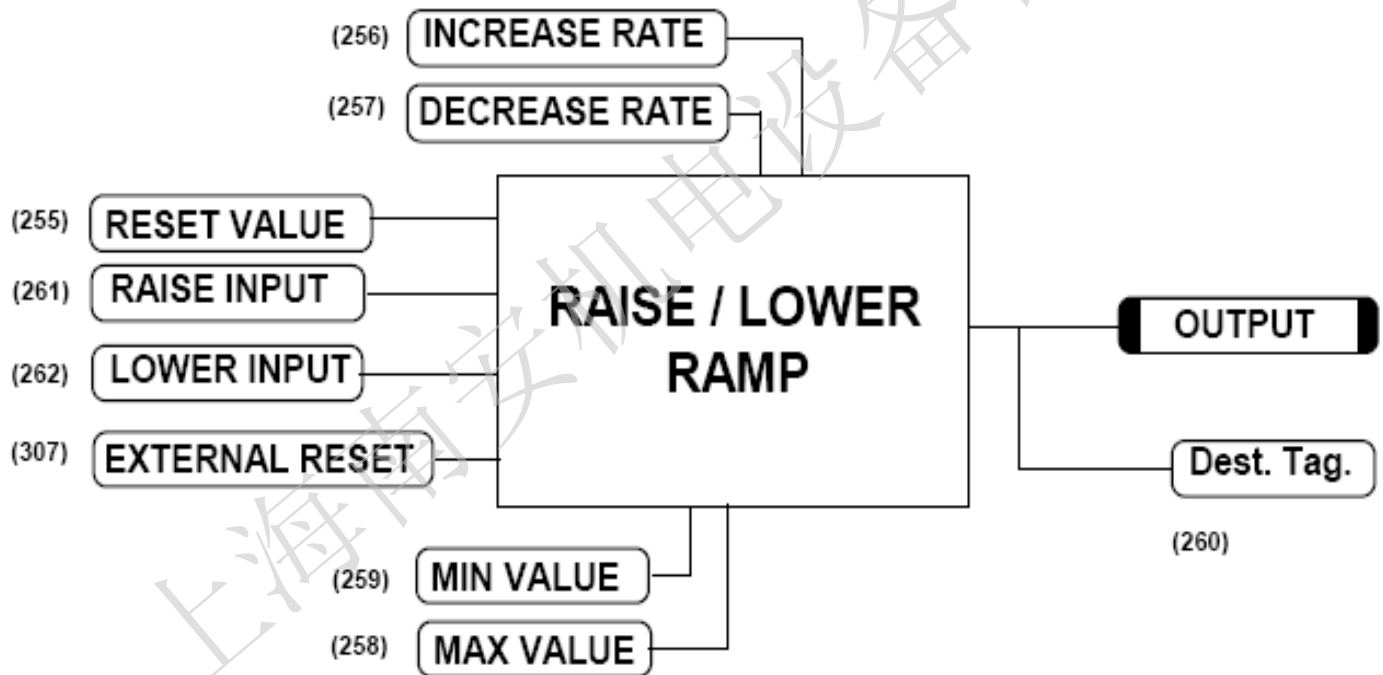 (256) INCREASE RATE
(257) DECREASE RATE
(255) RESET VALUE
(261) RAISE INPUT
(262) LOWER INPUT
(307) EXTERNAL RESET
RAISE / LOWER
RAMP
OUTPUT
Dest. Tag.
(260)
(259) MIN VALUE
(258) MAX VALUE
上海南安机电设备